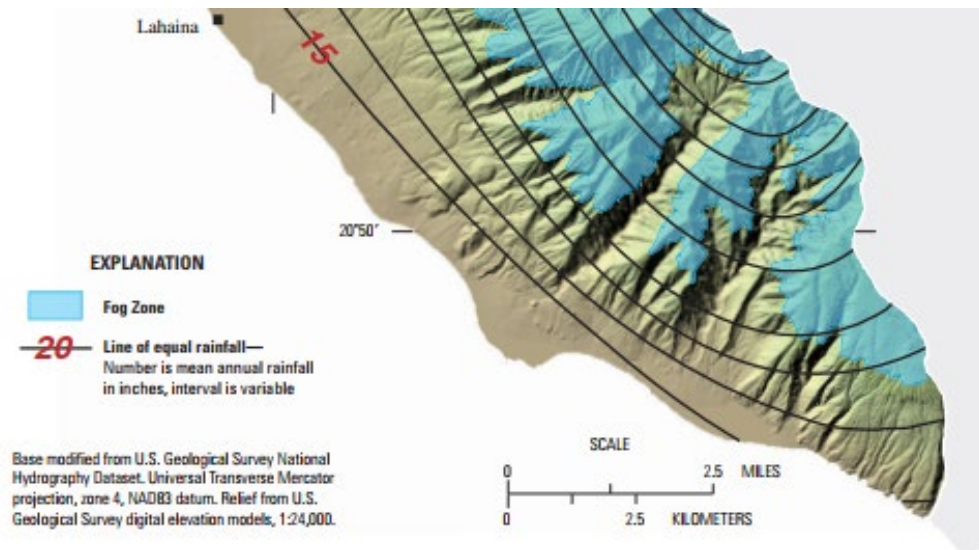 Lahaina
15
20°50′
EXPLANATION
Fog Zone
20
Line of equal rainfall—
Number is mean annual rainfall
in inches, interval is variable
Base modified from U.S. Geological Survey National
Hydrography Dataset. Universal Transverse Mercator
projection, zone 4, NAD83 datum. Relief from U.S.
Geological Survey digital elevation models, 1:24,000.
SCALE
0 2.5 MILES
0 2.5 KILOMETERS